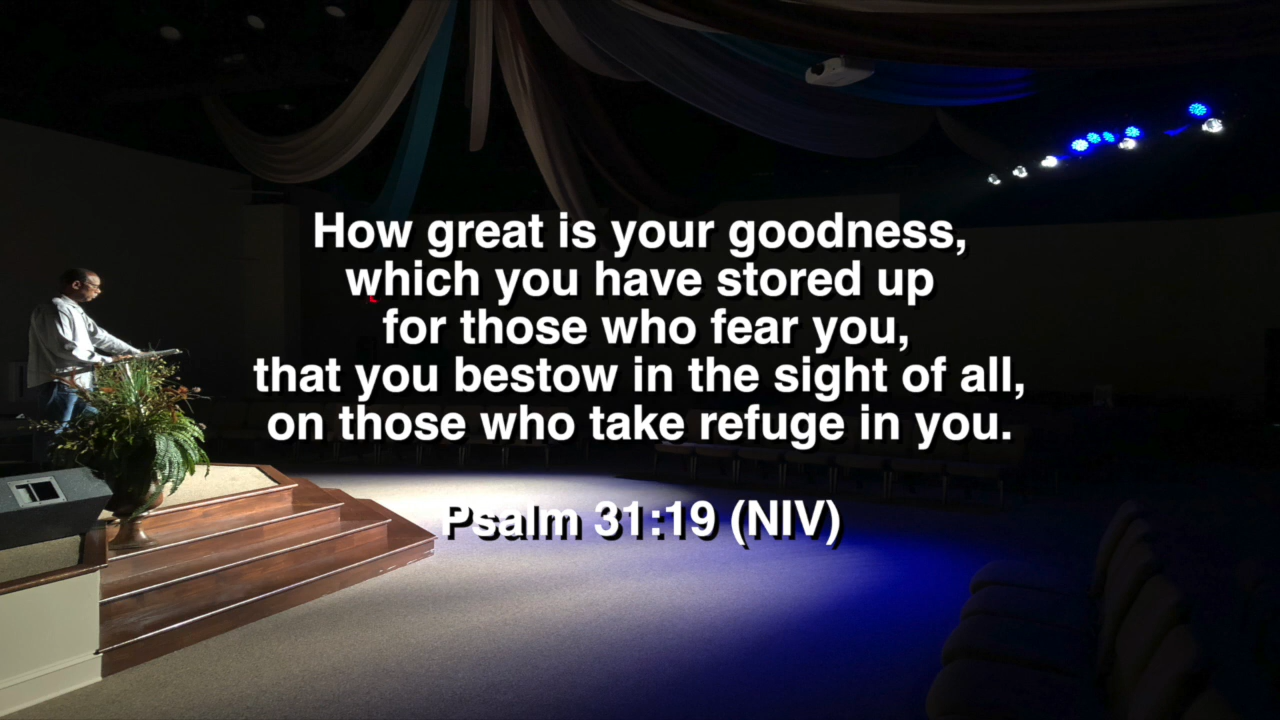 How great is your goodness,
which you have stored up
for those who fear you,
that you bestow in the sight of all,
on those who take refuge in you.
Psalm 31:19 (NIV)